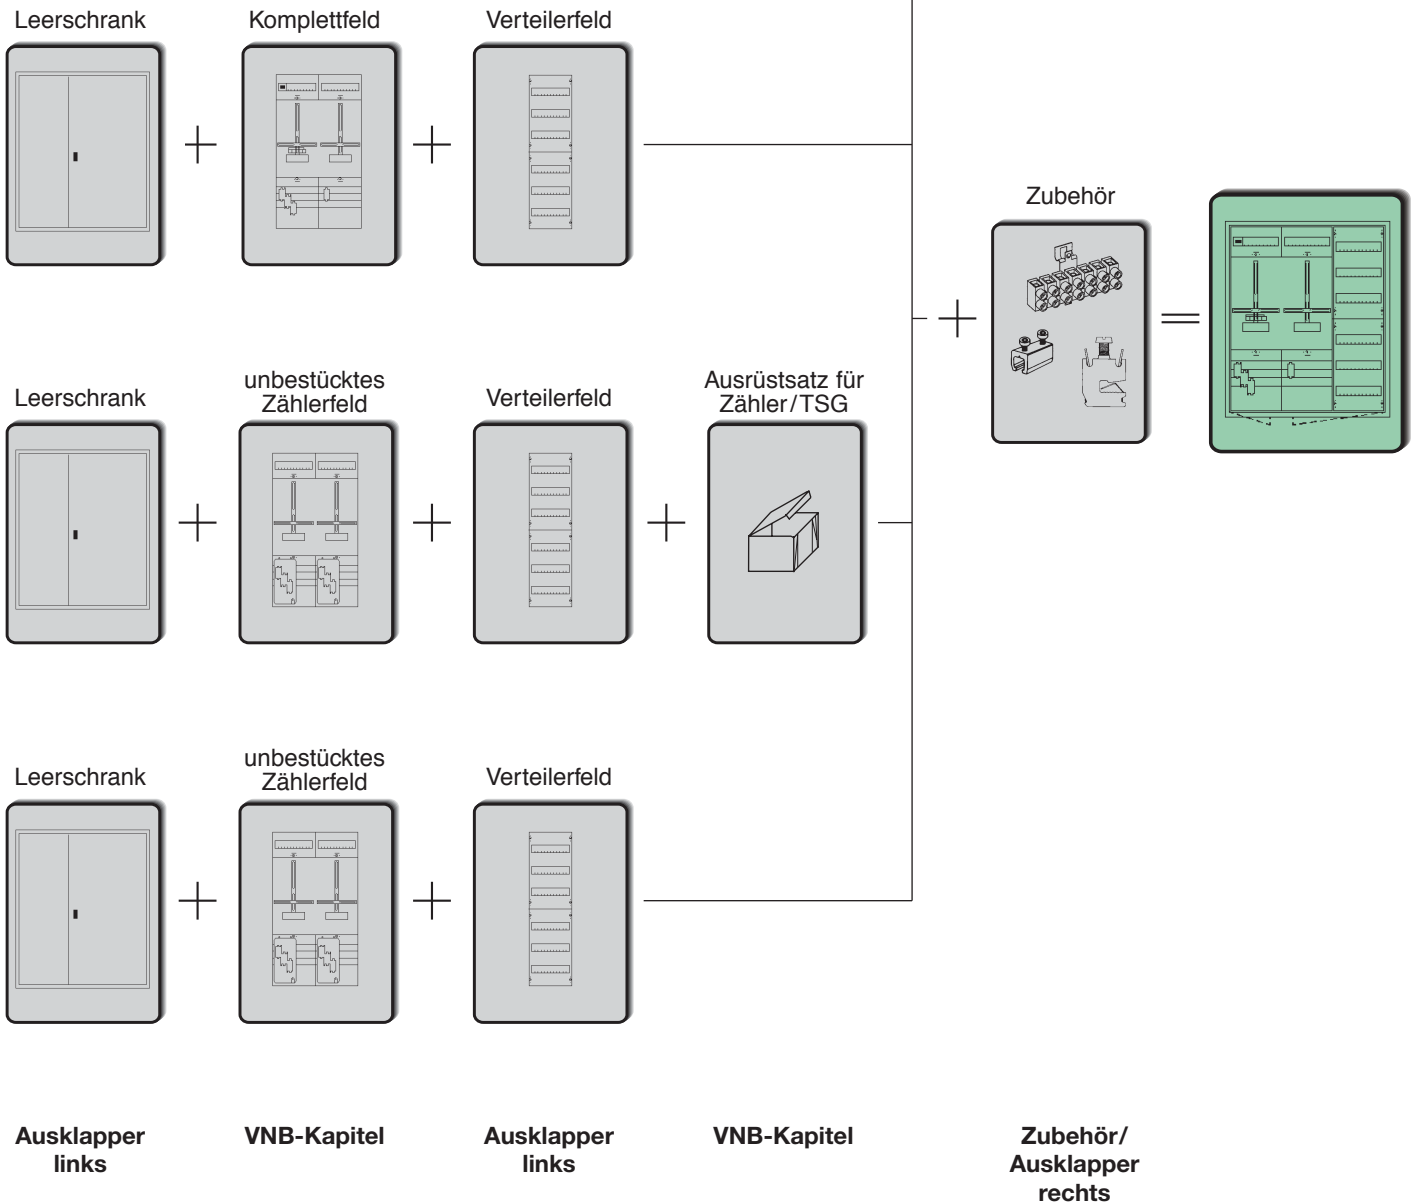 Leerschrank
Komplettfeld
Verteilerfeld
Zubehör
Leerschrank
unbestücktes
Zählerfeld
Verteilerfeld
Ausrüstsatz für
Zähler/TSG
Leerschrank
unbestücktes
Zählerfeld
Verteilerfeld
Ausklapper
links
VNB-Kapitel
Ausklapper
links
VNB-Kapitel
Zubehör/
Ausklapper
rechts